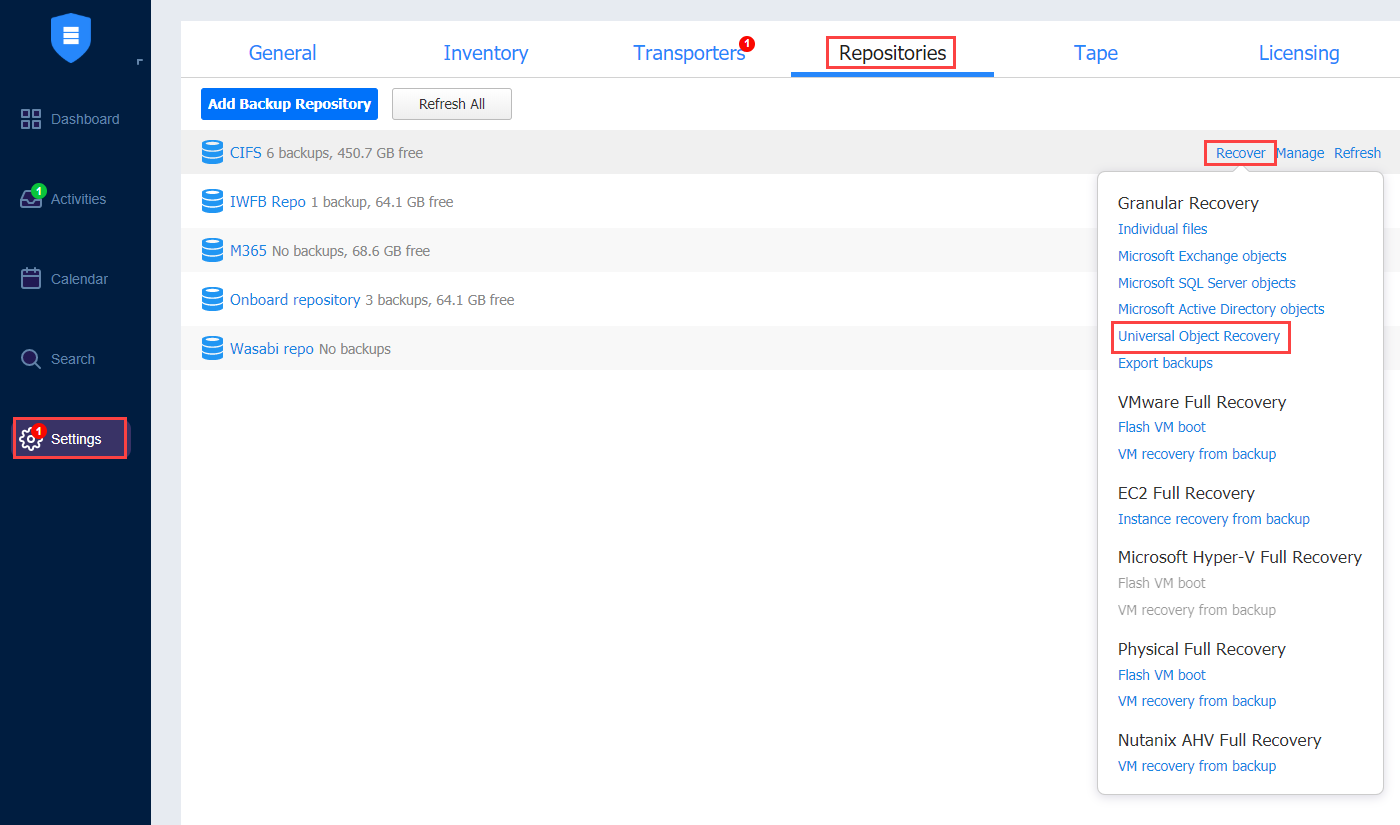 General Inventory Transporters 1 Repositories Tape Licensing
Add Backup Repository Refresh All
Dashboard
1 Activities
Calendar
Search
1 Settings
CIFS 6 backups, 450.7 GB free Recover Manage Refresh
IWFB Repo 1 backup, 64.1 GB free
M365 No backups, 68.6 GB free
Onboard repository 3 backups, 64.1 GB free
Wasabi repo No backups
Granular Recovery
Individual files
Microsoft Exchange objects
Microsoft SQL Server objects
Microsoft Active Directory objects
Universal Object Recovery
Export backups
VMware Full Recovery
Flash VM boot
VM recovery from backup
EC2 Full Recovery
Instance recovery from backup
Microsoft Hyper-V Full Recovery
Flash VM boot
VM recovery from backup
Physical Full Recovery
Flash VM boot
VM recovery from backup
Nutanix AHV Full Recovery
VM recovery from backup